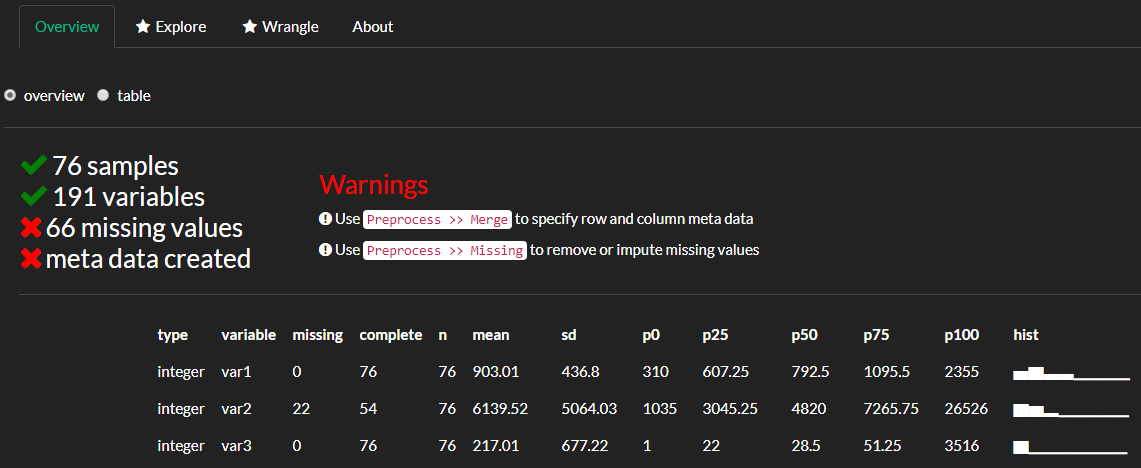 Overview Explore Wrangle About
overview table
76 samples
191 variables
66 missing values
meta data created
Warnings
Use Preprocess >> Merge to specify row and column meta data
Use Preprocess >> Missing to remove or impute missing values
type variable missing complete n mean sd p0 p25 p50 p75 p100 hist
integer var1 0 76 76 903.01 436.8 310 607.25 792.5 1095.5 2355
integer var2 22 54 76 6139.52 5064.03 1035 3045.25 4820 7265.75 26526
integer var3 0 76 76 217.01 677.22 1 22 28.5 51.25 3516